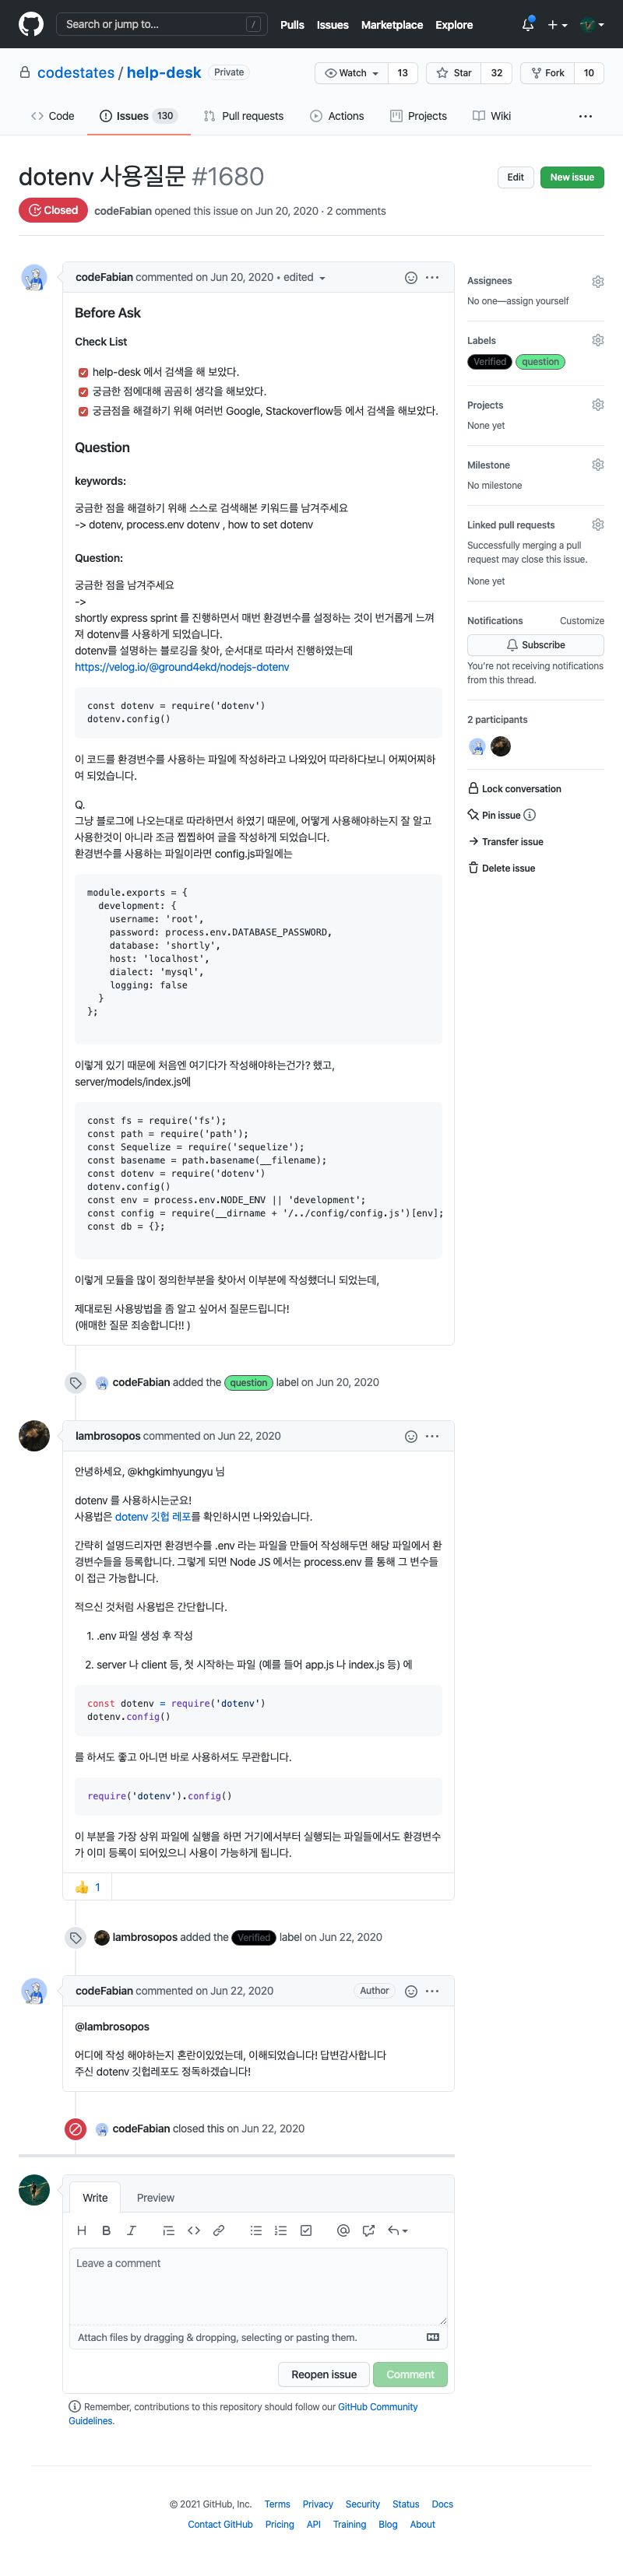 Search or jump to... /
Pulls Issues Marketplace Explore
codestates / help-desk Private
Watch 13 Star 32 Fork 10
Code Issues 130 Pull requests Actions Projects Wiki ...
dotenv 사용질문 #1680
Edit New issue
Closed codeFabian opened this issue on Jun 20, 2020 · 2 comments
codeFabian commented on Jun 20, 2020 • edited
Before Ask
Check List
help-desk 에서 검색을 해 보았다.
궁금한 점에대해 곰곰히 생각을 해보았다.
궁금점을 해결하기 위해 여러번 Google, Stackoverflow등 에서 검색을 해보았다.
Question
keywords:
궁금한 점을 해결하기 위해 스스로 검색해본 키워드를 남겨주세요
-> dotenv, process.env dotenv , how to set dotenv
Question:
궁금한 점을 남겨주세요
->
shortly express sprint 를 진행하면서 매번 환경변수를 설정하는 것이 번거롭게 느껴
져 dotenv를 사용하게 되었습니다.
dotenv를 설명하는 블로깅을 찾아, 순서대로 따라서 진행하였는데
https://velog.io/@ground4ekd/nodejs-dotenv
const dotenv = require('dotenv')
dotenv.config()
이 코드를 환경변수를 사용하는 파일에 작성하라고 나와있어 따라하다보니 어찌어찌하
여 되었습니다.
Q.
그냥 블로그에 나오는대로 따라하면서 하였기 때문에, 어떻게 사용해야하는지 잘 알고
사용한것이 아니라 조금 찝찝하여 글을 작성하게 되었습니다.
환경변수를 사용하는 파일이라면 config.js파일에는
module.exports = {
  development: {
    username: 'root',
    password: process.env.DATABASE_PASSWORD,
    database: 'shortly',
    host: 'localhost',
    dialect: 'mysql',
    logging: false
  }
};
이렇게 있기 때문에 처음엔 여기다가 작성해야하는건가? 했고,
server/models/index.js에
const fs = require('fs');
const path = require('path');
const Sequelize = require('sequelize');
const basename = path.basename(__filename);
const dotenv = require('dotenv')
dotenv.config()
const env = process.env.NODE_ENV || 'development';
const config = require(__dirname + '/../config/config.js')[env];
const db = {};
이렇게 모듈을 많이 정의한부분을 찾아서 이부분에 작성했더니 되었는데,
제대로된 사용방법을 좀 알고 싶어서 질문드립니다!
(애매한 질문 죄송합니다!! )
Assignees
No one—assign yourself
Labels
Verified question
Projects
None yet
Milestone
No milestone
Linked pull requests
Successfully merging a pull
request may close this issue.
None yet
Notifications Customize
Subscribe
You're not receiving notifications
from this thread.
2 participants
Lock conversation
Pin issue
Transfer issue
Delete issue
codeFabian added the question label on Jun 20, 2020
lambrosopos commented on Jun 22, 2020
안녕하세요, @khgkimhyungyu 님
dotenv 를 사용하시는군요!
사용법은 dotenv 깃헙 레포를 확인하시면 나와있습니다.
간략히 설명드리자면 환경변수를 .env 라는 파일을 만들어 작성해두면 해당 파일에서 환
경변수들을 등록합니다. 그렇게 되면 Node JS 에서는 process.env 를 통해 그 변수들
이 접근 가능합니다.
적으신 것처럼 사용법은 간단합니다.
1. .env 파일 생성 후 작성
2. server 나 client 등, 첫 시작하는 파일 (예를 들어 app.js 나 index.js 등) 에
const dotenv = require('dotenv')
dotenv.config()
를 하셔도 좋고 아니면 바로 사용하셔도 무관합니다.
require('dotenv').config()
이 부분을 가장 상위 파일에 실행을 하면 거기에서부터 실행되는 파일들에서도 환경변수
가 이미 등록이 되어있으니 사용이 가능하게 됩니다.
👍 1
lambrosopos added the Verified label on Jun 22, 2020
codeFabian commented on Jun 22, 2020 Author
@lambrosopos
어디에 작성 해야하는지 혼란이있었는데, 이해되었습니다! 답변감사합니다
주신 dotenv 깃헙레포도 정독하겠습니다!
codeFabian closed this on Jun 22, 2020
Write Preview
Leave a comment
Attach files by dragging & dropping, selecting or pasting them.
Reopen issue Comment
Remember, contributions to this repository should follow our GitHub Community
Guidelines.
© 2021 GitHub, Inc. Terms Privacy Security Status Docs
Contact GitHub Pricing API Training Blog About